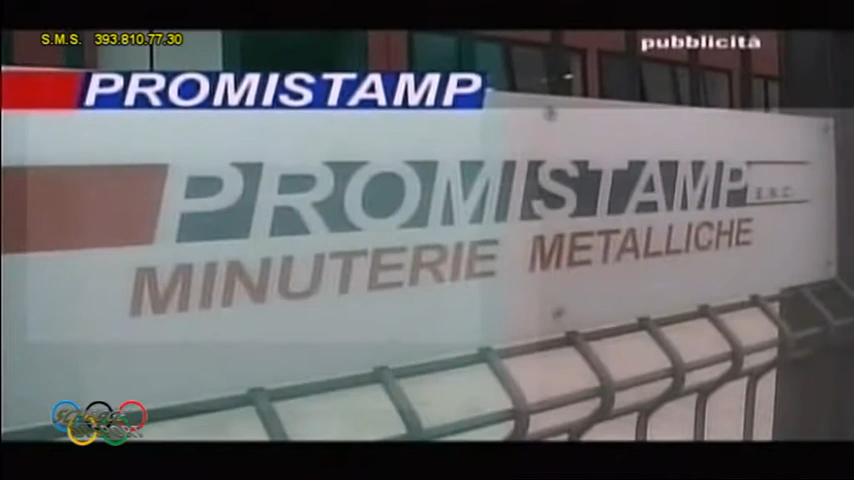 S.M.S. 393.810.77.30
pubblicità
PROMISTAMP
PROMISTAMP S.N.C.
MINUTERIE METALLICHE